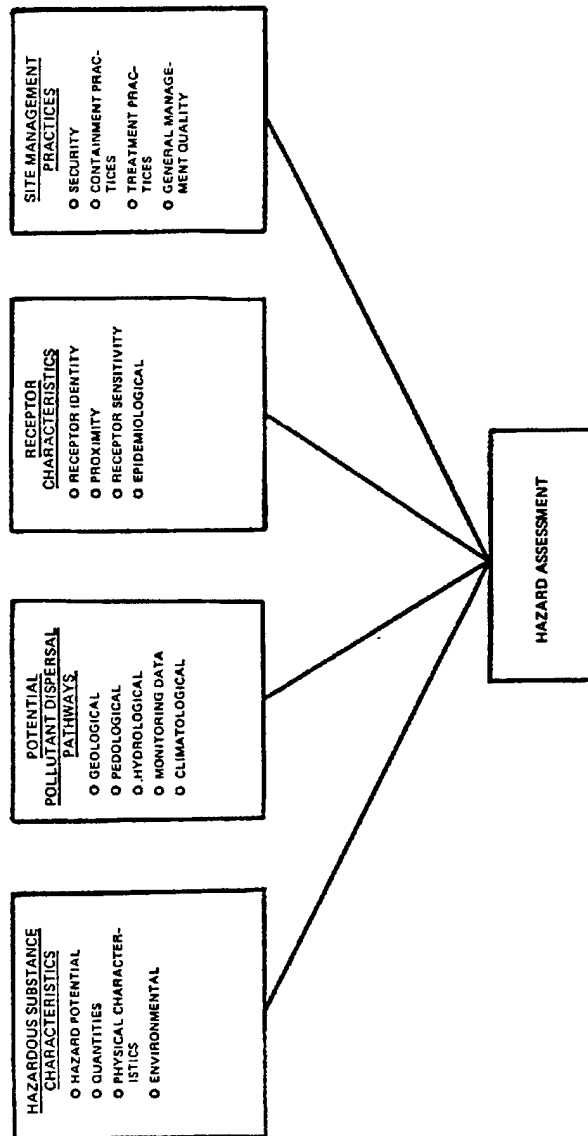 HAZARDOUS SUBSTANCE
CHARACTERISTICS
O HAZARD POTENTIAL
O QUANTITIES
O PHYSICAL CHARACTER-
ISTICS
O ENVIRONMENTAL
POTENTIAL
POLLUTANT DISPERSAL
PATHWAYS
O GEOLOGICAL
O PEDOLOGICAL
O HYDROLOGICAL
O MONITORING DATA
O CLIMATOLOGICAL
RECEPTOR
CHARACTERISTICS
O RECEPTOR IDENTITY
O PROXIMITY
O RECEPTOR SENSITIVITY
O EPIDEMIOLOGICAL
SITE MANAGEMENT
PRACTICES
O SECURITY
O CONTAINMENT PRAC-
TICES
O TREATMENT PRAC-
TICES
O GENERAL MANAGE-
MENT QUALITY
HAZARD ASSESSMENT